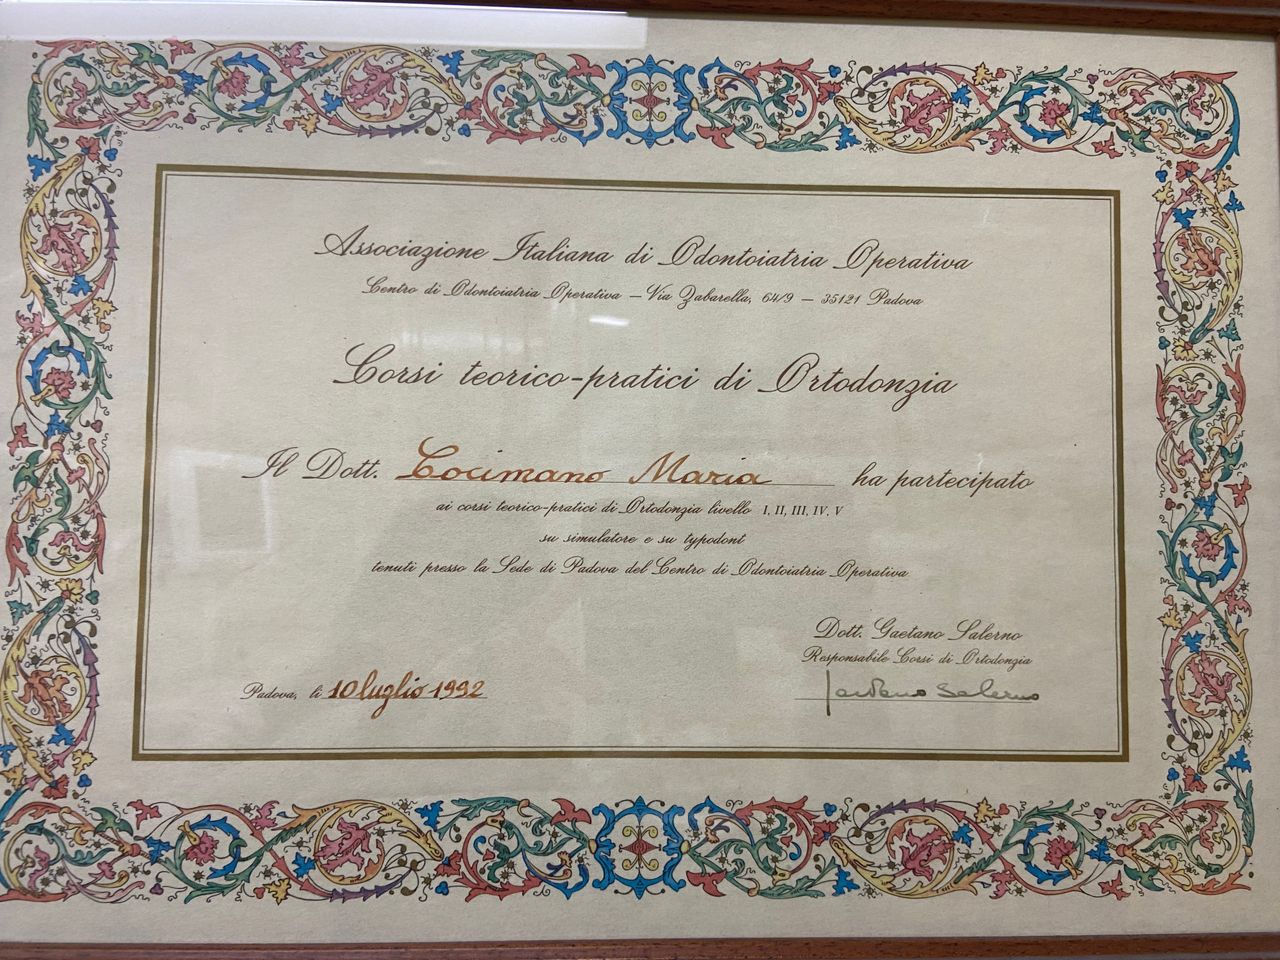 Associazione Italiana di Odontoiatria Operativa
Centro di Odontoiatria Operativa – Via Zabarella, 64/9 – 35121 Padova
Corsi teorico-pratici di Ortodonzia
Il Dott. Cocimano Maria ha partecipato
ai corsi teorico-pratici di Ortodonzia livello I, II, III, IV, V
su simulatore e su typodont
tenuti presso la Sede di Padova del Centro di Odontoiatria Operativa
Dott. Gaetano Salerno
Responsabile Corsi di Ortodonzia
Padova, lì 10 luglio 1992
Gaetano Salerno